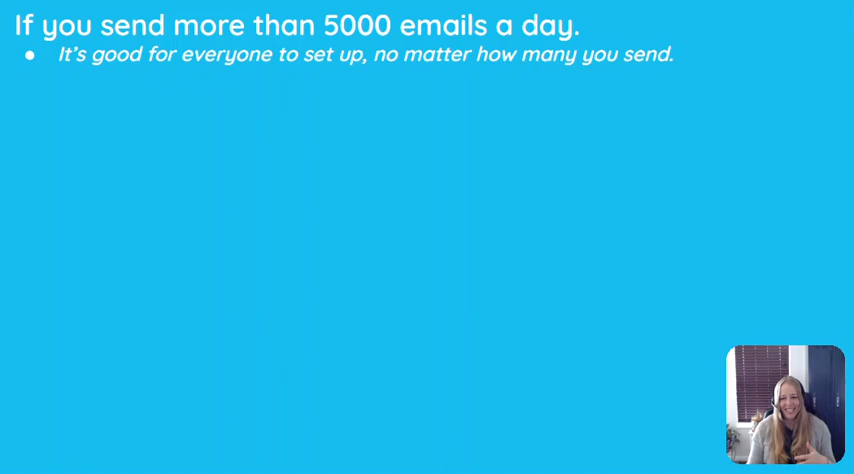 If you send more than 5000 emails a day.
● It's good for everyone to set up, no matter how many you send.